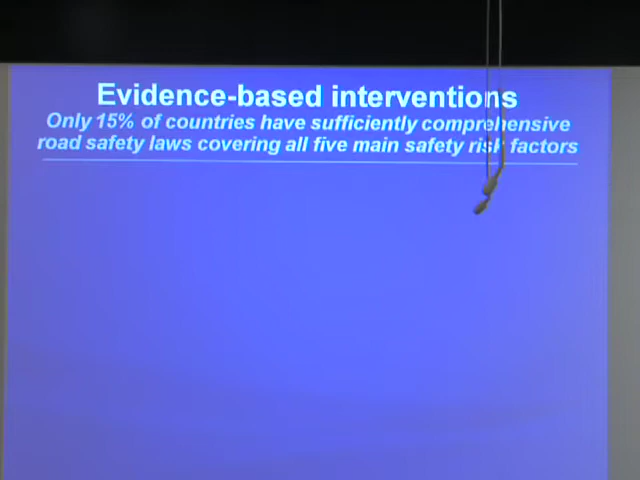 Evidence-based interventions
Only 15% of countries have sufficiently comprehensive
road safety laws covering all five main safety risk factors